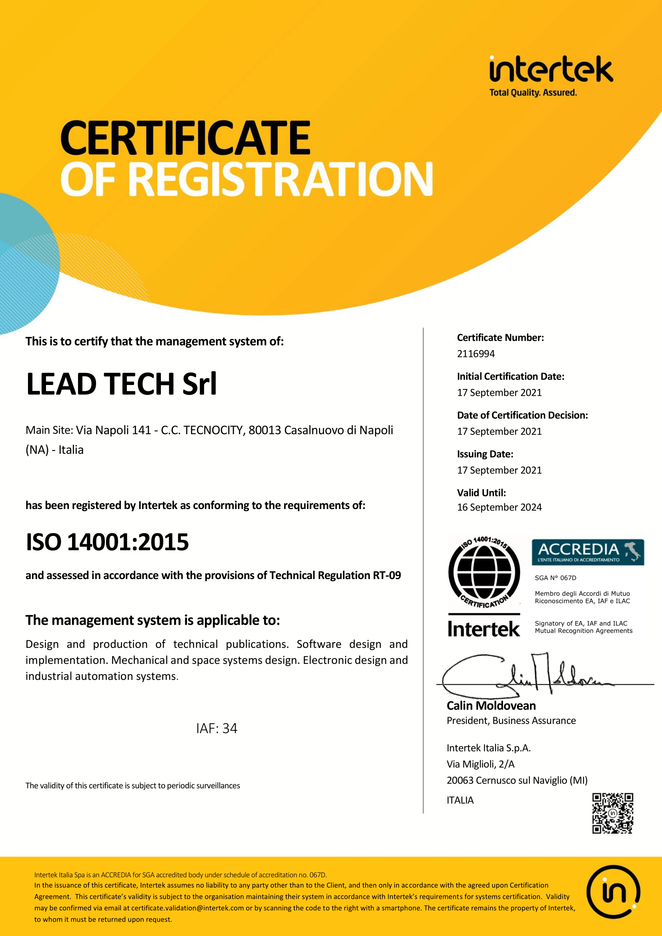 intertek
Total Quality. Assured.
CERTIFICATE
OF REGISTRATION
This is to certify that the management system of:
LEAD TECH Srl
Main Site: Via Napoli 141 - C.C. TECNOCITY, 80013 Casalnuovo di Napoli
(NA) - Italia
has been registered by Intertek as conforming to the requirements of:
ISO 14001:2015
and assessed in accordance with the provisions of Technical Regulation RT-09
The management system is applicable to:
Design and production of technical publications. Software design and
implementation. Mechanical and space systems design. Electronic design and
industrial automation systems.
IAF: 34
The validity of this certificate is subject to periodic surveillances
Certificate Number:
2116994
Initial Certification Date:
17 September 2021
Date of Certification Decision:
17 September 2021
Issuing Date:
17 September 2021
Valid Until:
16 September 2024
ISO 14001:2015
CERTIFICATION
Intertek
ACCREDIA
L'ENTE ITALIANO DI ACCREDITAMENTO
SGA N° 067D
Membro degli Accordi di Mutuo
Riconoscimento EA, IAF e ILAC
Signatory of EA, IAF and ILAC
Mutual Recognition Agreements
Calin Moldovean
Calin Moldovean
President, Business Assurance
Intertek Italia S.p.A.
Via Miglioli, 2/A
20063 Cernusco sul Naviglio (MI)
ITALIA
in
Intertek Italia Spa is an ACCREDIA for SGA accredited body under schedule of accreditation no. 067D.
In the issuance of this certificate, Intertek assumes no liability to any party other than to the Client, and then only in accordance with the agreed upon Certification
Agreement. This certificate's validity is subject to the organisation maintaining their system in accordance with Intertek's requirements for systems certification. Validity
may be confirmed via email at certificate.validation@intertek.com or by scanning the code to the right with a smartphone. The certificate remains the property of Intertek,
to whom it must be returned upon request.
in